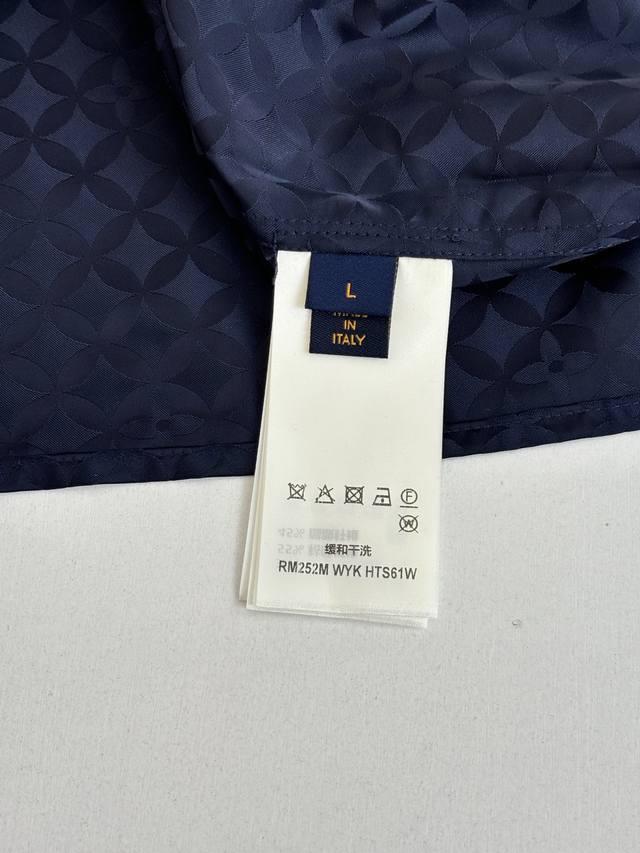 L
IN
ITALY
F
W
缓和干洗
RM252M WYK HTS61W